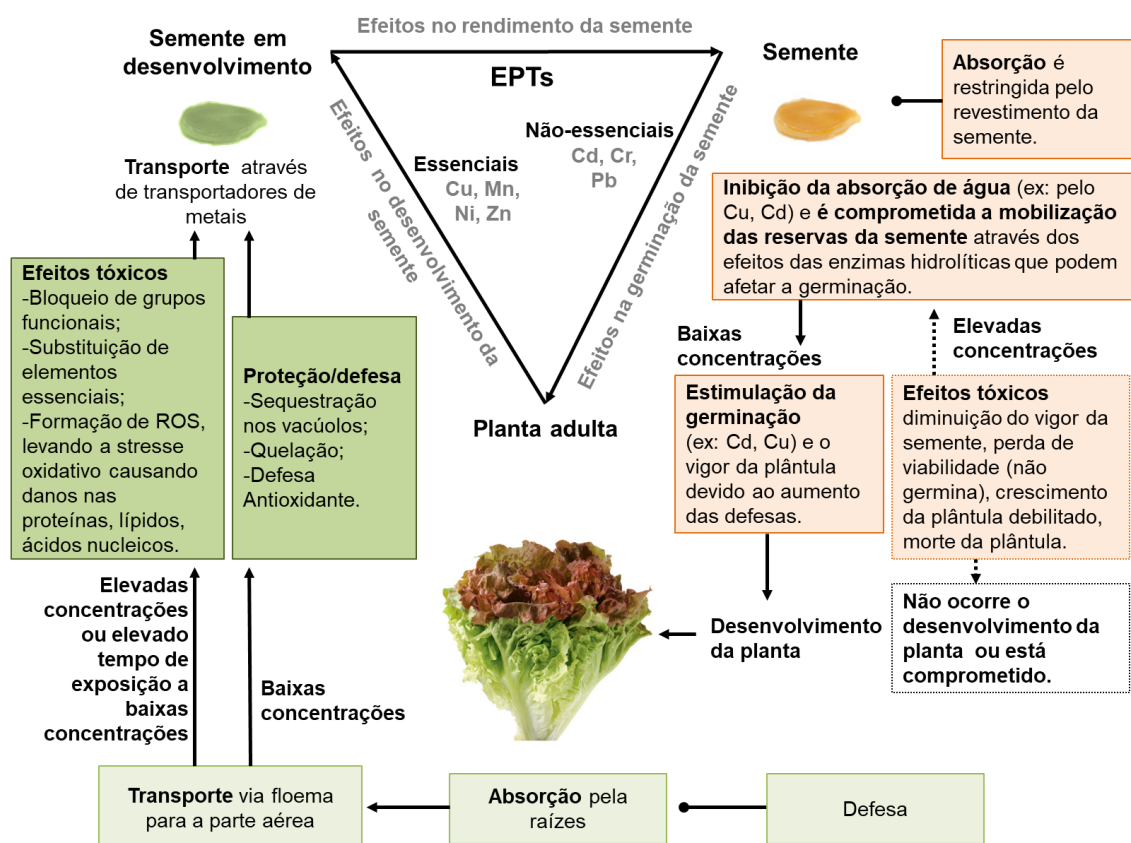 Efeitos no rendimento da semente
Semente em
desenvolvimento
EPTs
Semente
Essenciais
Cu, Mn,
Ni, Zn
Não-essenciais
Cd, Cr,
Pb
Efeitos no desenvolvimento da
semente
Efeitos na germinação da semente
Planta adulta
Absorção é
restringida pelo
revestimento da
semente.
Inibição da absorção de água (ex: pelo
Cu, Cd) e é comprometida a mobilização
das reservas da semente através dos
efeitos das enzimas hidrolíticas que podem
afetar a germinação.
Baixas
concentrações
Elevadas
concentrações
Estimulação da
germinação
(ex: Cd, Cu) e o
vigor da plântula
devido ao aumento
das defesas.
Efeitos tóxicos
diminuição do vigor da
semente, perda de
viabilidade (não
germina), crescimento
da plântula debilitado,
morte da plântula.
Desenvolvimento
da planta
Não ocorre o
desenvolvimento da
planta ou está
comprometido.
Transporte através
de transportadores de
metais
Efeitos tóxicos
-Bloqueio de grupos
funcionais;
-Substituição de
elementos
essenciais;
-Formação de ROS,
levando a stresse
oxidativo causando
danos nas
proteínas, lípidos,
ácidos nucleicos.
Proteção/defesa
-Sequestração
nos vacúolos;
-Quelação;
-Defesa
Antioxidante.
Elevadas
concentrações
ou elevado
tempo de
exposição a
baixas
concentrações
Baixas
concentrações
Transporte via floema
para a parte aérea
Absorção pela
raízes
Defesa